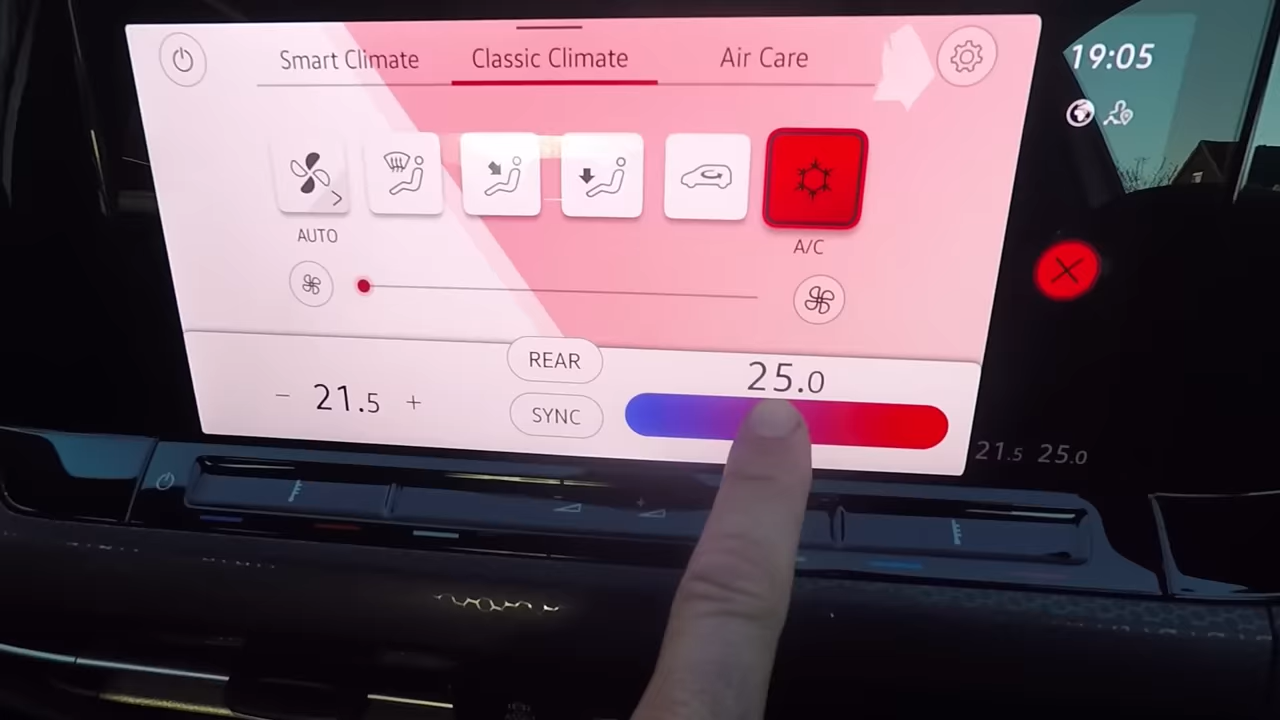 Smart Climate
Classic Climate
Air Care
19:05
AUTO
A/C
REAR
25.0
- 21.5 +
SYNC
21.5 25.0